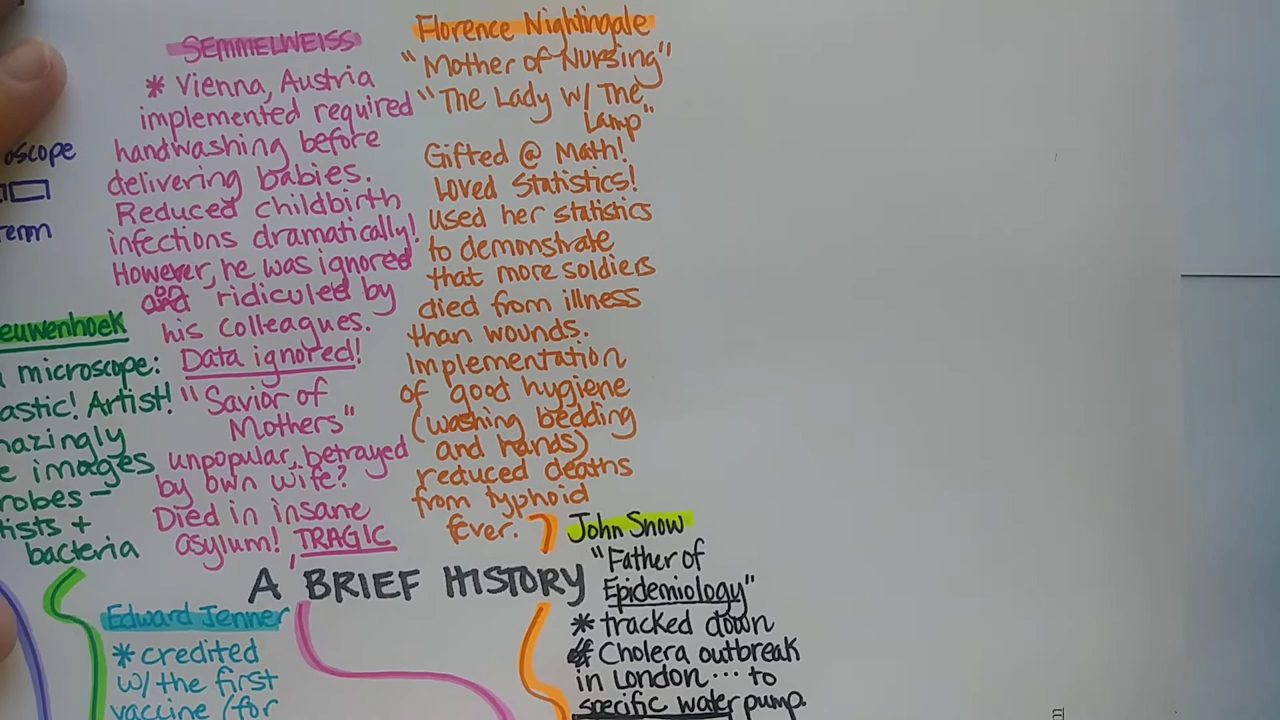 oscope
erm
SEMMELWEISS
* Vienna, Austria
implemented required
handwashing before
delivering babies.
Reduced childbirth
infections dramatically!
However, he was ignored
and ridiculed by
his colleagues.
Data ignored!
"Savior of
Mothers"
unpopular, betrayed
by own wife?
Died in insane
asylum! TRAGIC
Florence Nightingale
"Mother of Nursing"
"The Lady w/ The
Lamp"
Gifted @ Math!
Loved Statistics!
used her statistics
to demonstrate
that more soldiers
died from illness
than wounds.
Implementation
of good hygiene
(washing bedding
and hands)
reduced deaths
from typhoid
fever.
euwenhoek
microscope:
astic! Artist!
mazingly
e images
robes-
tists +
bacteria
A BRIEF HISTORY
John Snow
"Father of
Epidemiology"
* tracked down
Cholera outbreak
in London... to
specific water pump.
Edward Jenner
* credited
w/ the first
vaccine (for